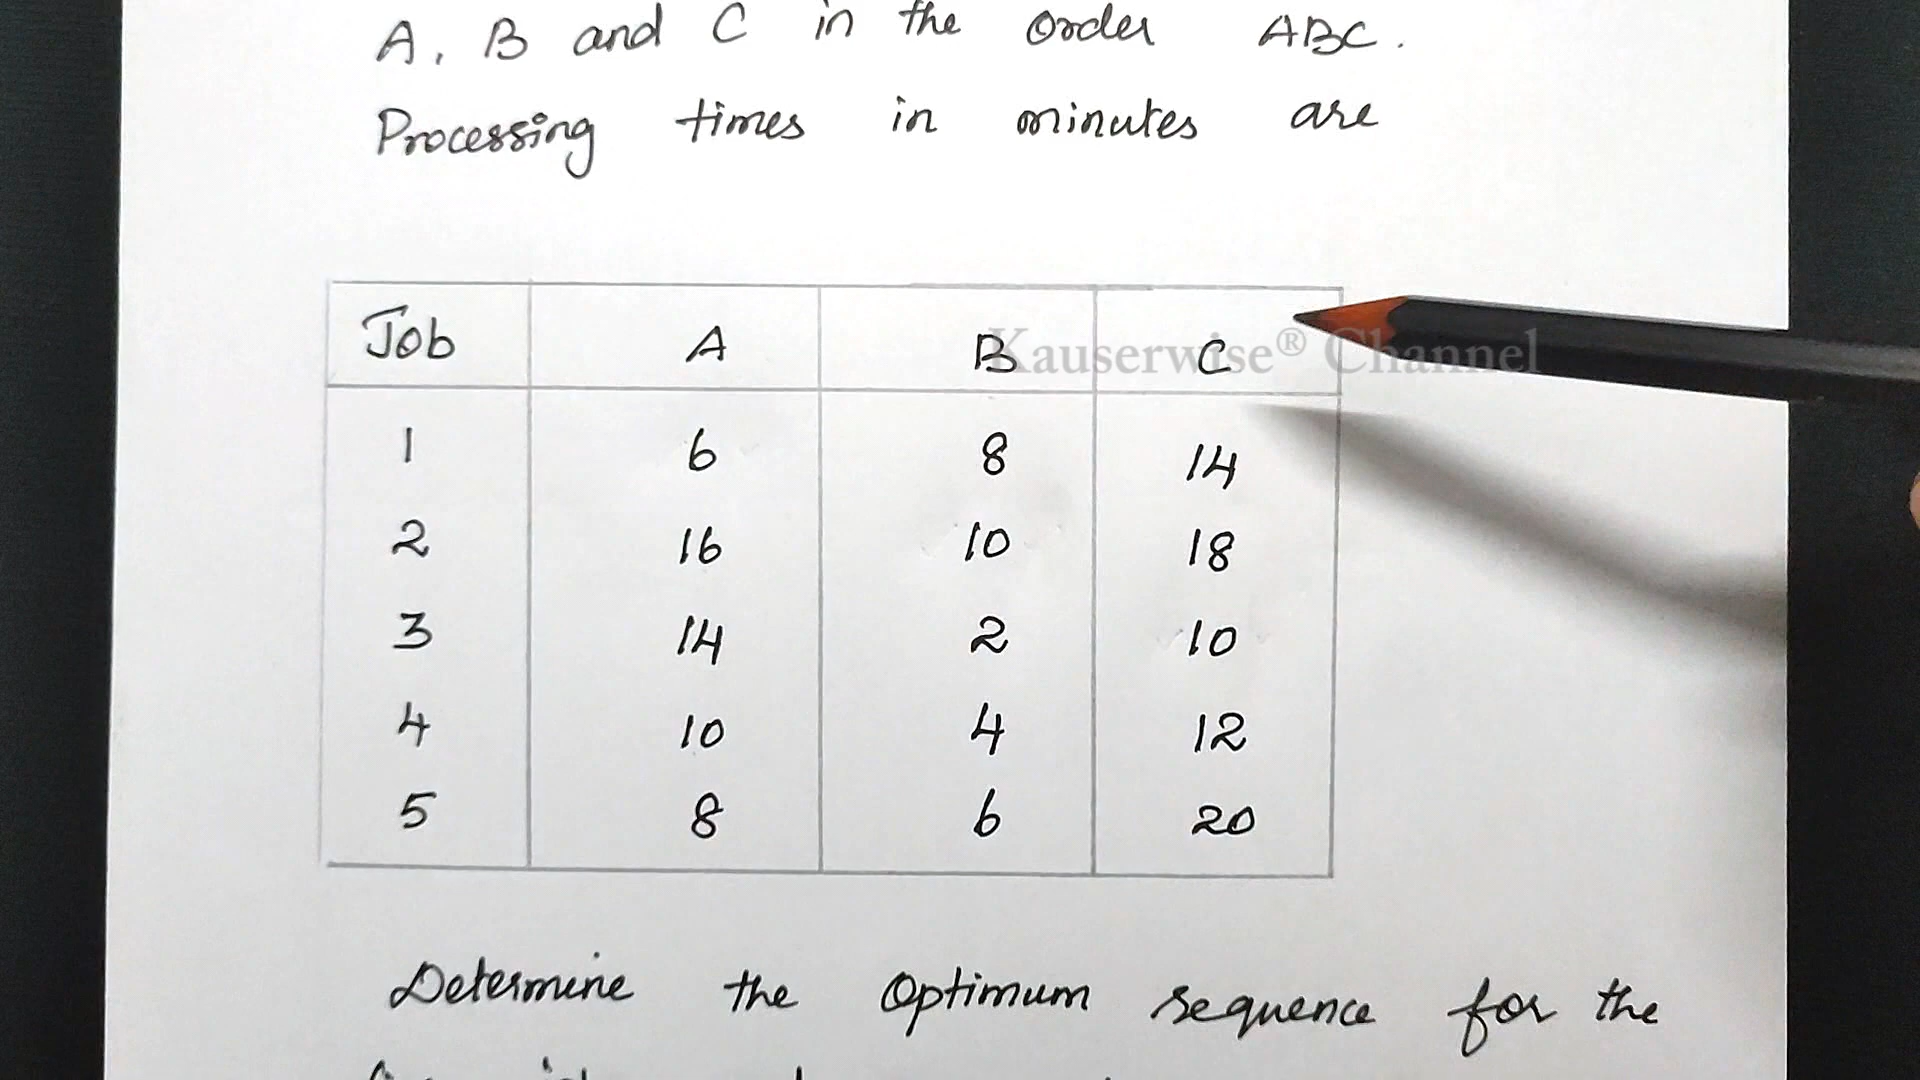 A, B and C in the order ABC.
Processing times in minutes are
Job A B C
1 6 8 14
2 16 10 18
3 14 2 10
4 10 4 12
5 8 6 20
Kauserwise® Channel
Determine the Optimum sequence for the